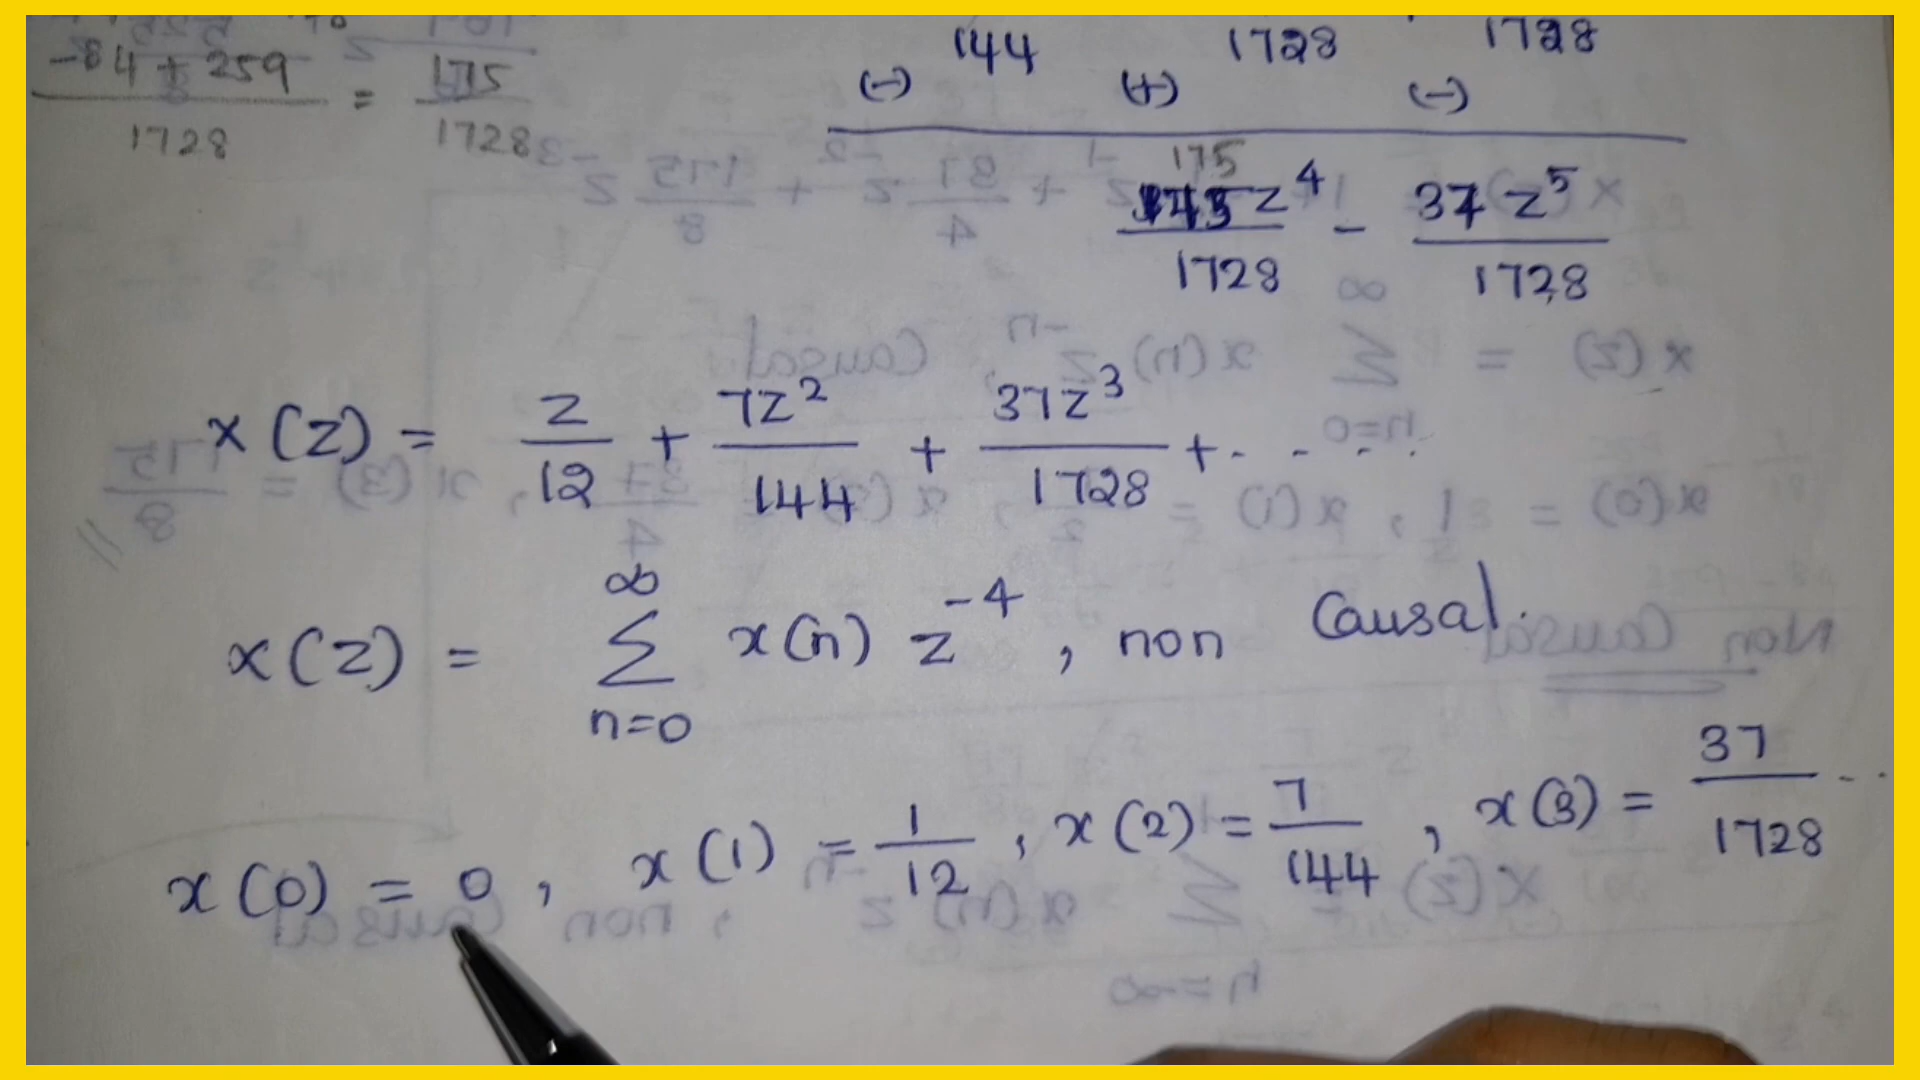 -84 + 259 / 1728 = 175 / 1728
144 1728 1728
(-) (+) (-)
175
z⁴ / 1728 - 37 z⁵ / 1728
X(z) = z/12 + 7z²/144 + 37z³/1728 + - - - -
x(z) = ∞ Σ n=0 x(n) z⁻⁴, non Causal.
x(0) = 0, x(1) = 1/12, x(2) = 7/144, x(3) = 37/1728 - -